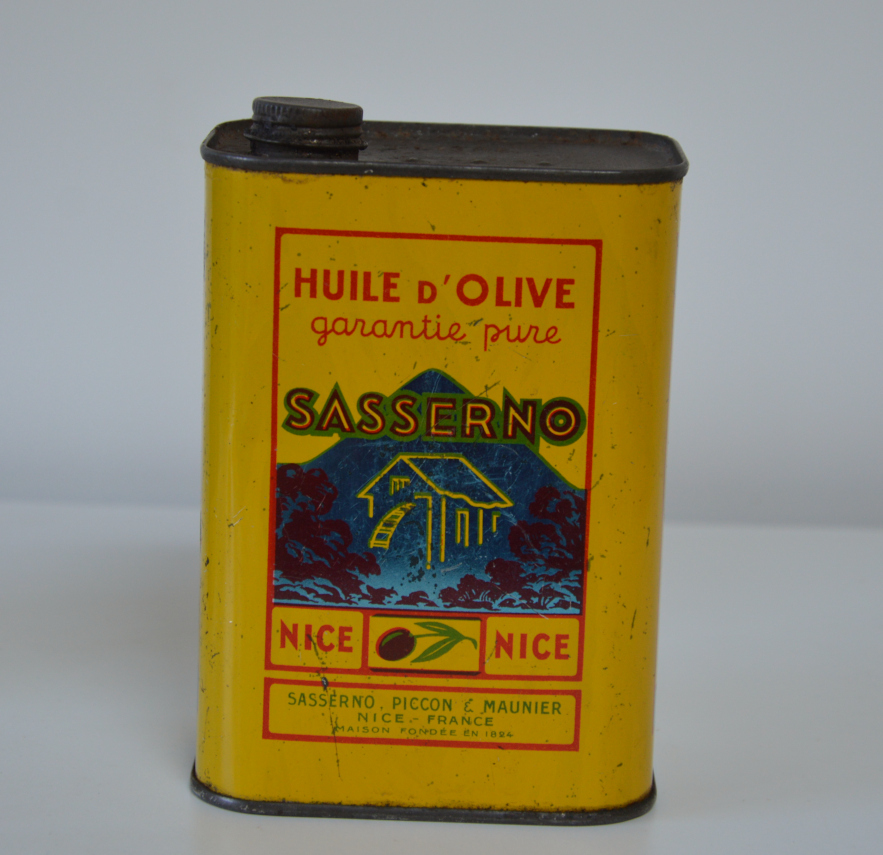 HUILE D'OLIVE
garantie pure
SASSERNO
NICE NICE
SASSERNO, PICCON & MAUNIER
NICE - FRANCE
MAISON FONDÉE EN 1824